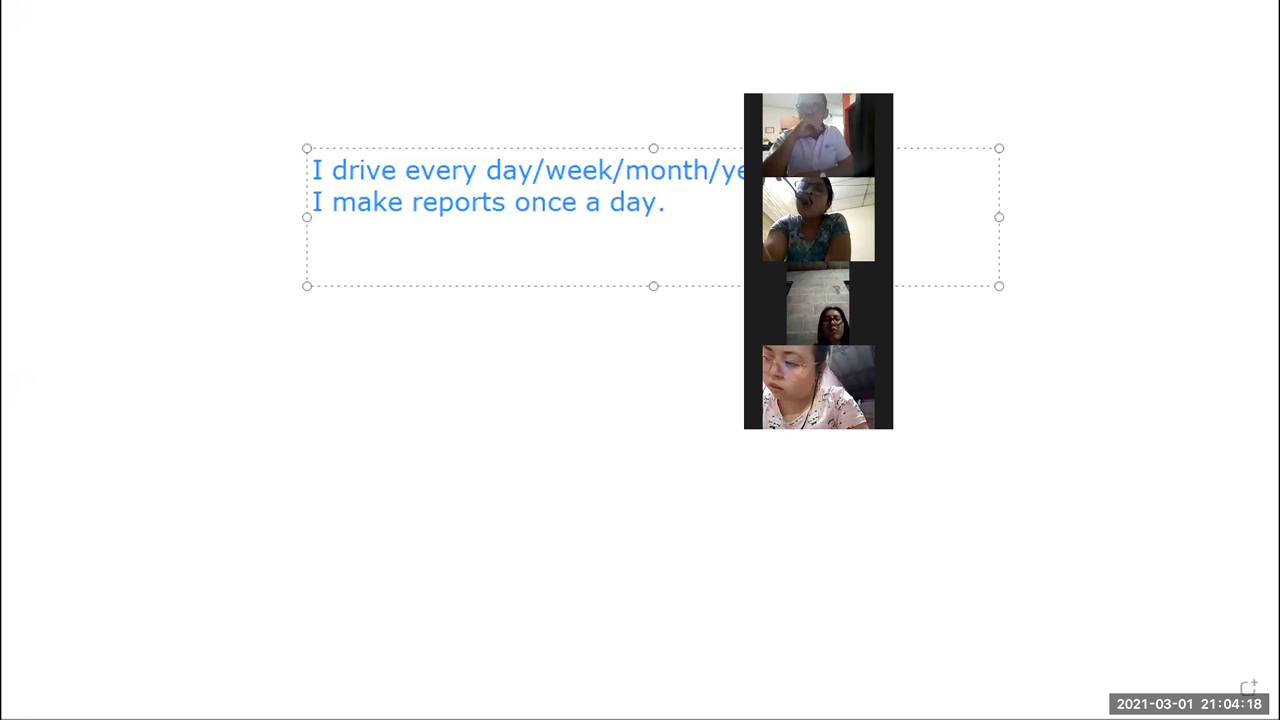 I drive every day/week/month/ye
I make reports once a day.
2021-03-01 21:04:18